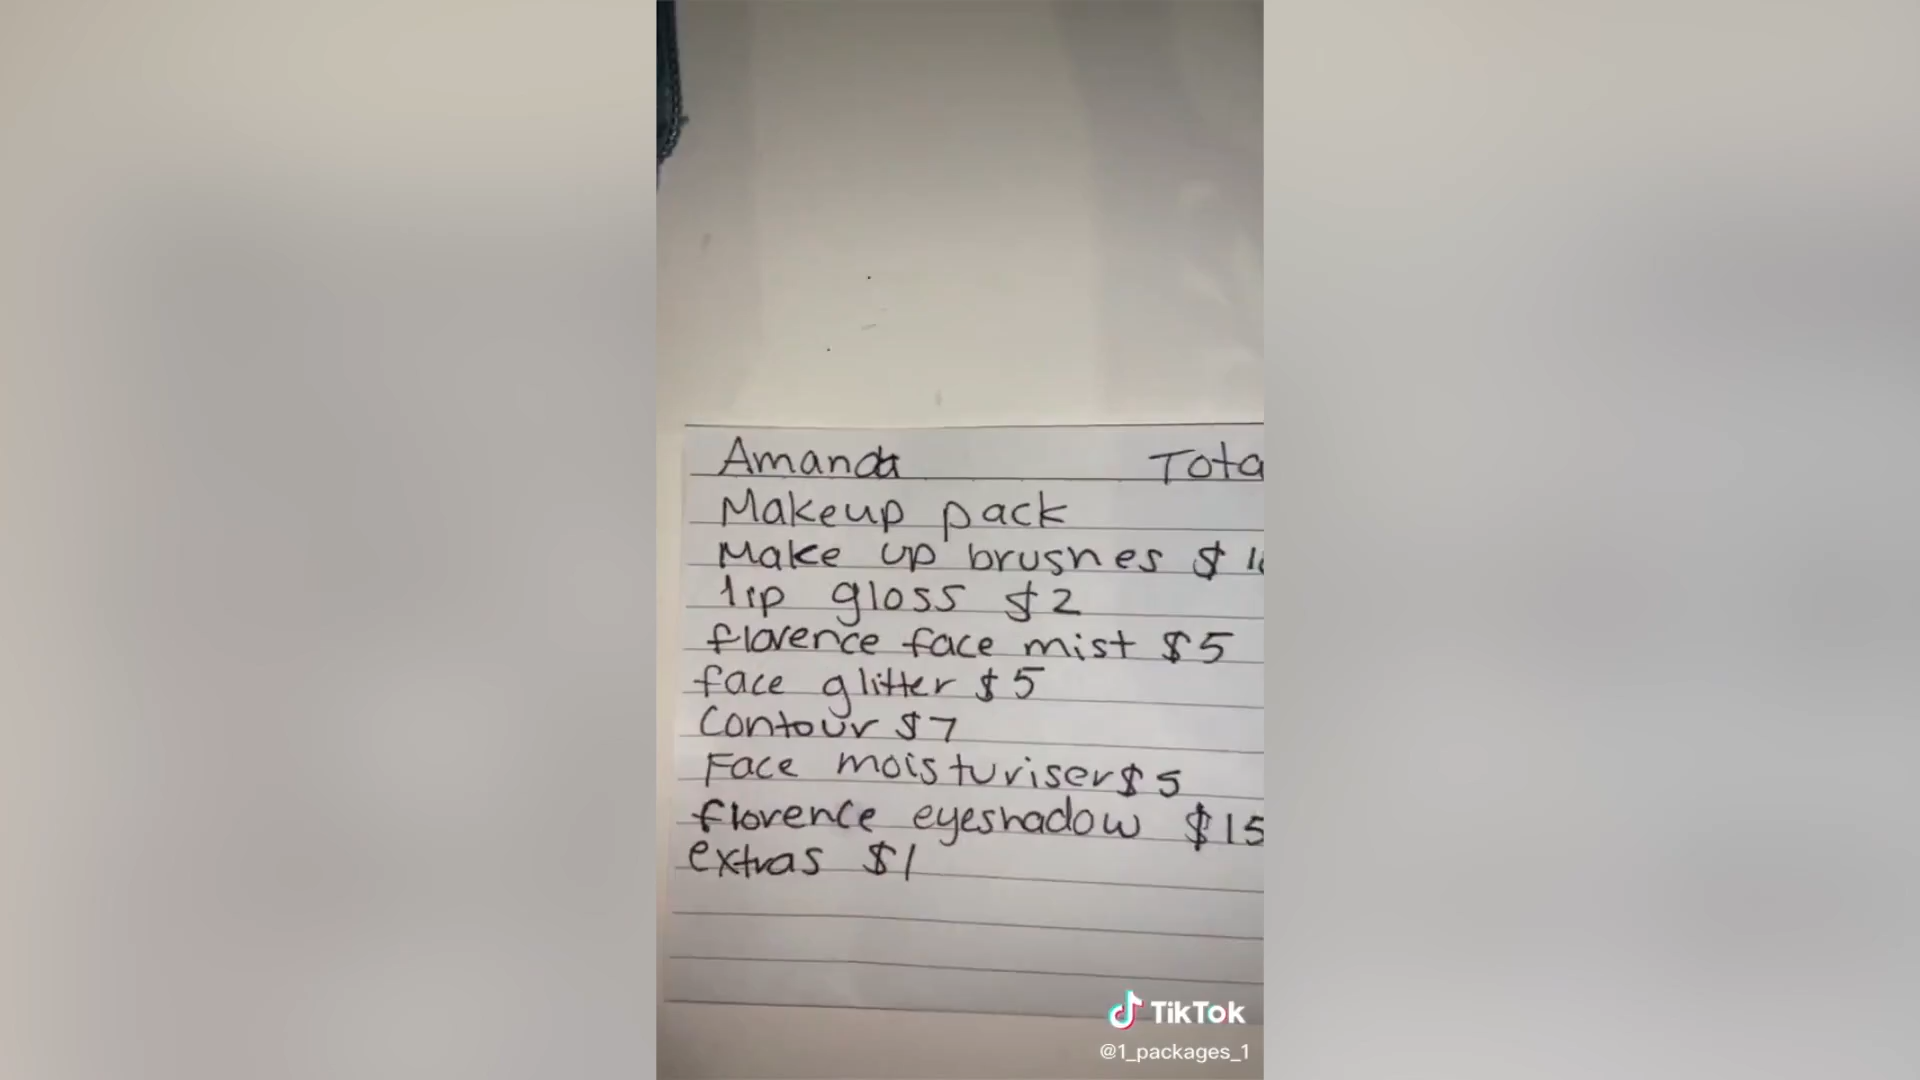 Amanda Tota
Makeup pack
Make up brushes $
lip gloss $2
florence face mist $5
face glitter $5
Contour $7
Face moisturiser $5
florence eyeshadow $15
extras $1
TikTok
@1_packages_1